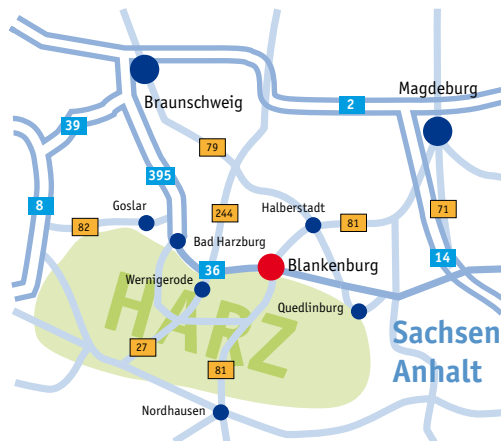 Magdeburg
Braunschweig
2
39
79
395
8
Goslar
82
244
Halberstadt
81
71
Bad Harzburg
14
36
Blankenburg
Wernigerode
HARZ
Quedlinburg
Sachsen
Anhalt
27
81
Nordhausen